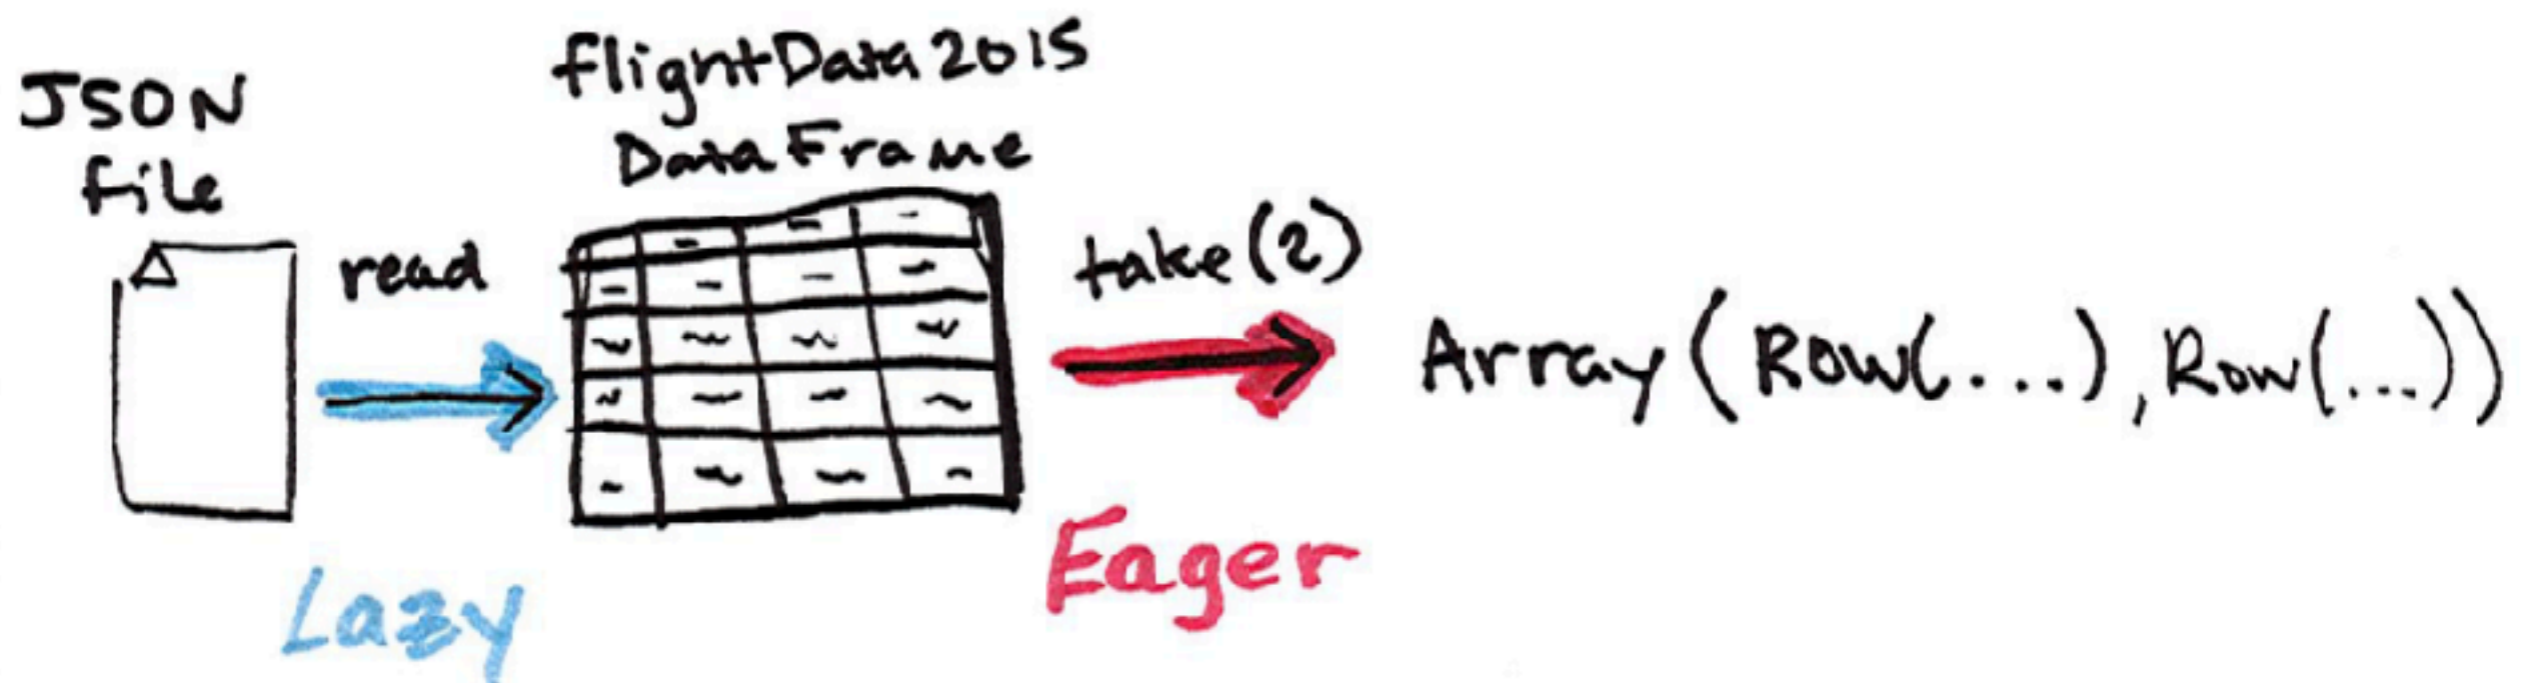 JSON
file
read
flightData2015
DataFrame
take(2)
Array(Row(...),Row(...))
Lazy
Eager